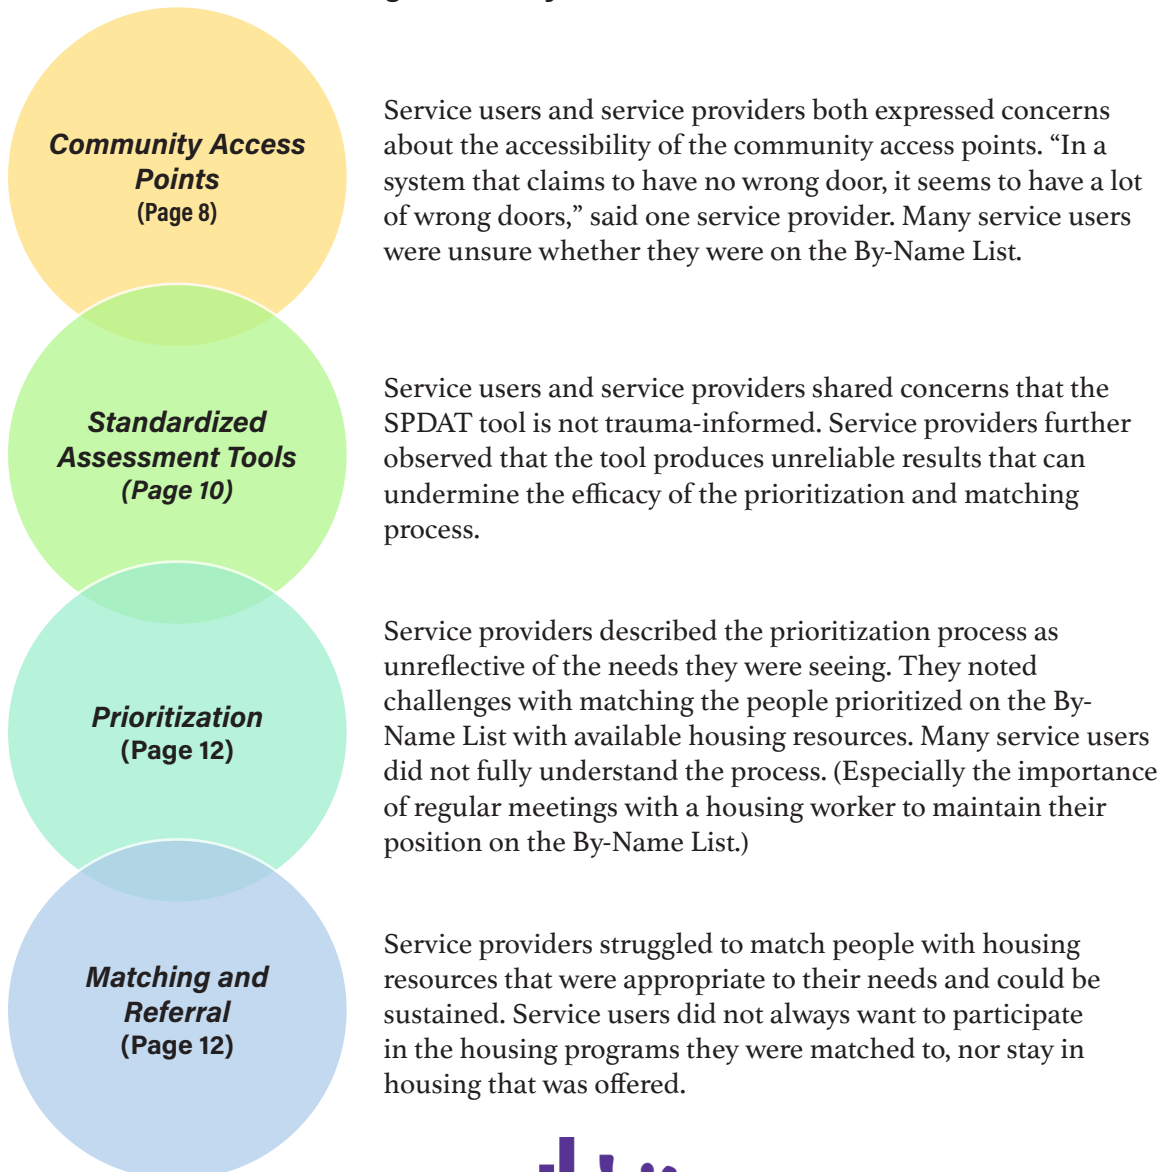 Community Access
Points
(Page 8)
Service users and service providers both expressed concerns
about the accessibility of the community access points. “In a
system that claims to have no wrong door, it seems to have a lot
of wrong doors,” said one service provider. Many service users
were unsure whether they were on the By-Name List.
Standardized
Assessment Tools
(Page 10)
Service users and service providers shared concerns that the
SPDAT tool is not trauma-informed. Service providers further
observed that the tool produces unreliable results that can
undermine the efficacy of the prioritization and matching
process.
Prioritization
(Page 12)
Service providers described the prioritization process as
unreflective of the needs they were seeing. They noted
challenges with matching the people prioritized on the By-
Name List with available housing resources. Many service users
did not fully understand the process. (Especially the importance
of regular meetings with a housing worker to maintain their
position on the By-Name List.)
Matching and
Referral
(Page 12)
Service providers struggled to match people with housing
resources that were appropriate to their needs and could be
sustained. Service users did not always want to participate
in the housing programs they were matched to, nor stay in
housing that was offered.